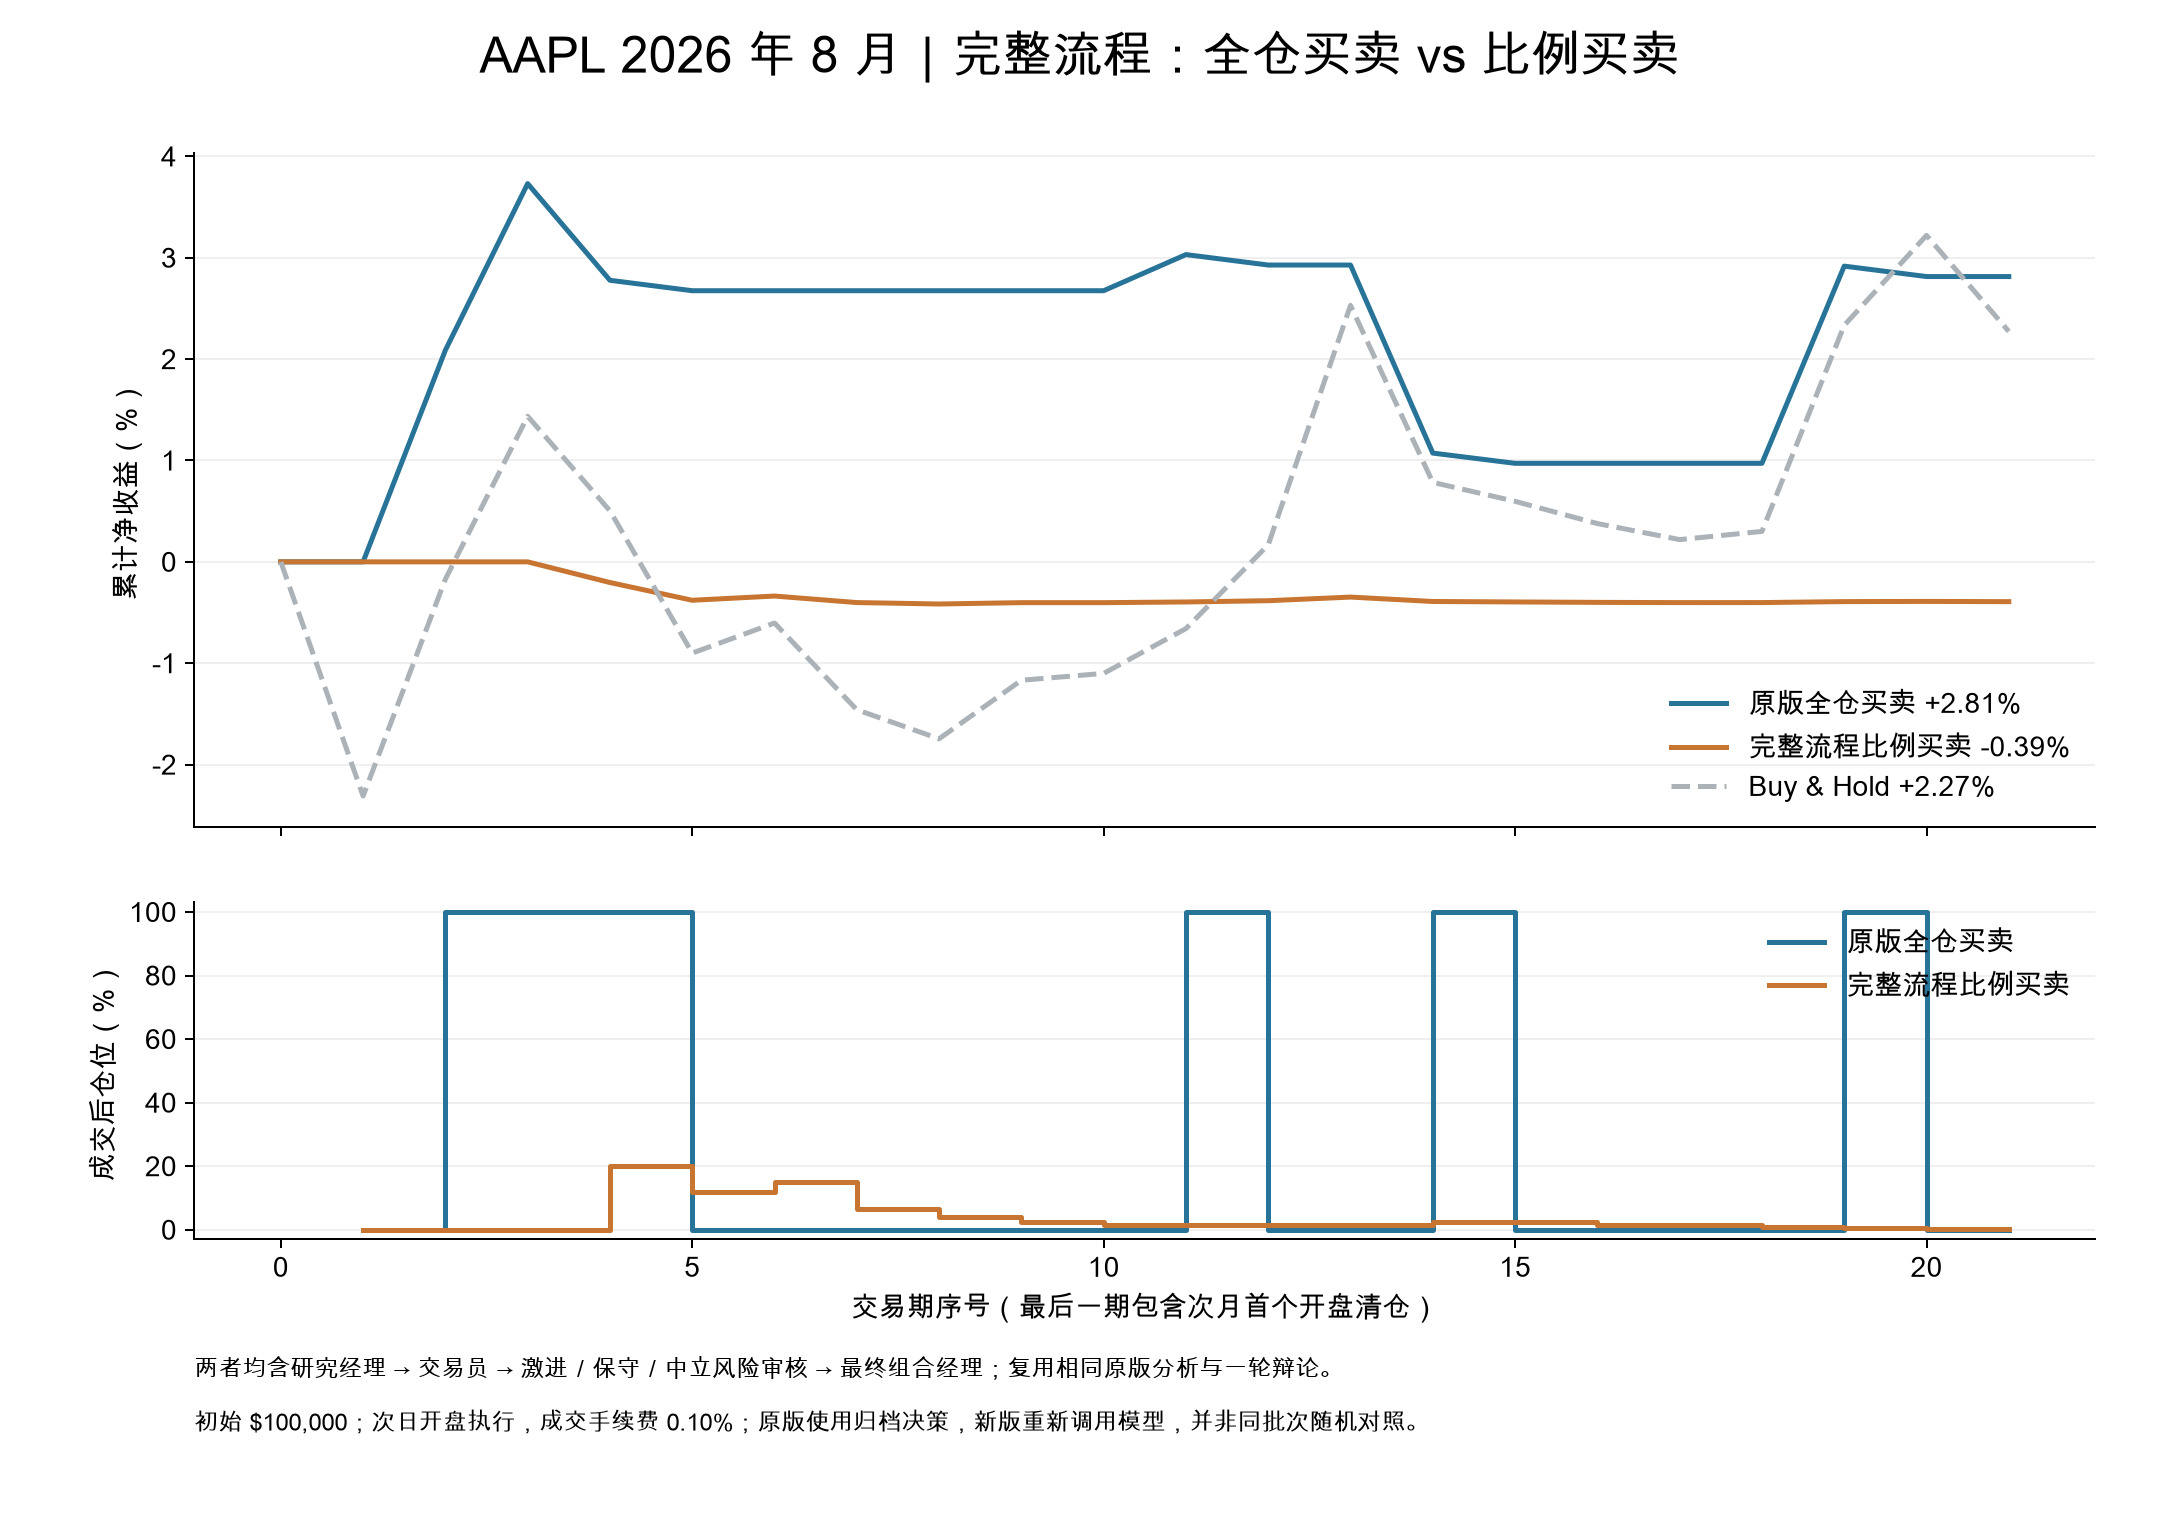 AAPL 2026 年 8 月 | 完整流程：全仓买卖 vs 比例买卖
累计净收益（%）
4
3
2
1
0
-1
-2
原版全仓买卖 +2.81%
完整流程比例买卖 -0.39%
Buy & Hold +2.27%
成交后仓位（%）
100
80
60
40
20
0
原版全仓买卖
完整流程比例买卖
0 5 10 15 20
交易期序号（最后一期包含次月首个开盘清仓）
两者均含研究经理 → 交易员 → 激进 / 保守 / 中立风险审核 → 最终组合经理；复用相同原版分析与一轮辩论。
初始 $100,000；次日开盘执行，成交手续费 0.10%；原版使用归档决策，新版重新调用模型，并非同批次随机对照。